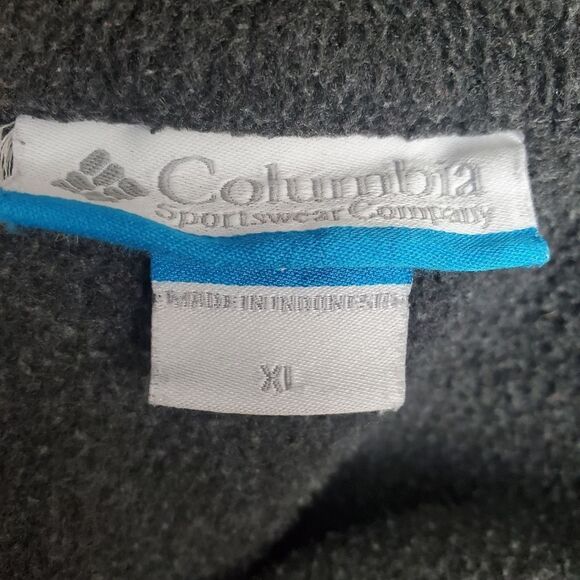 Columbia
Sportswear Company
MADE IN INDONESIA
XL